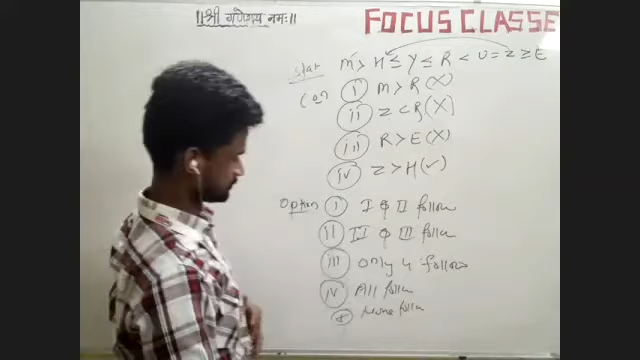 ||श्री गणेशाय नमः||
FOCUS CLASSE
Stat M > H ≤ Y ≤ R < U = Z ≥ E
Con i M > R (X)
ii Z < R (X)
iii R > E (X)
iv Z > H (✓)
Option i I & II follow
ii II & III follow
iii only 4 follow
iv All follow
None follow